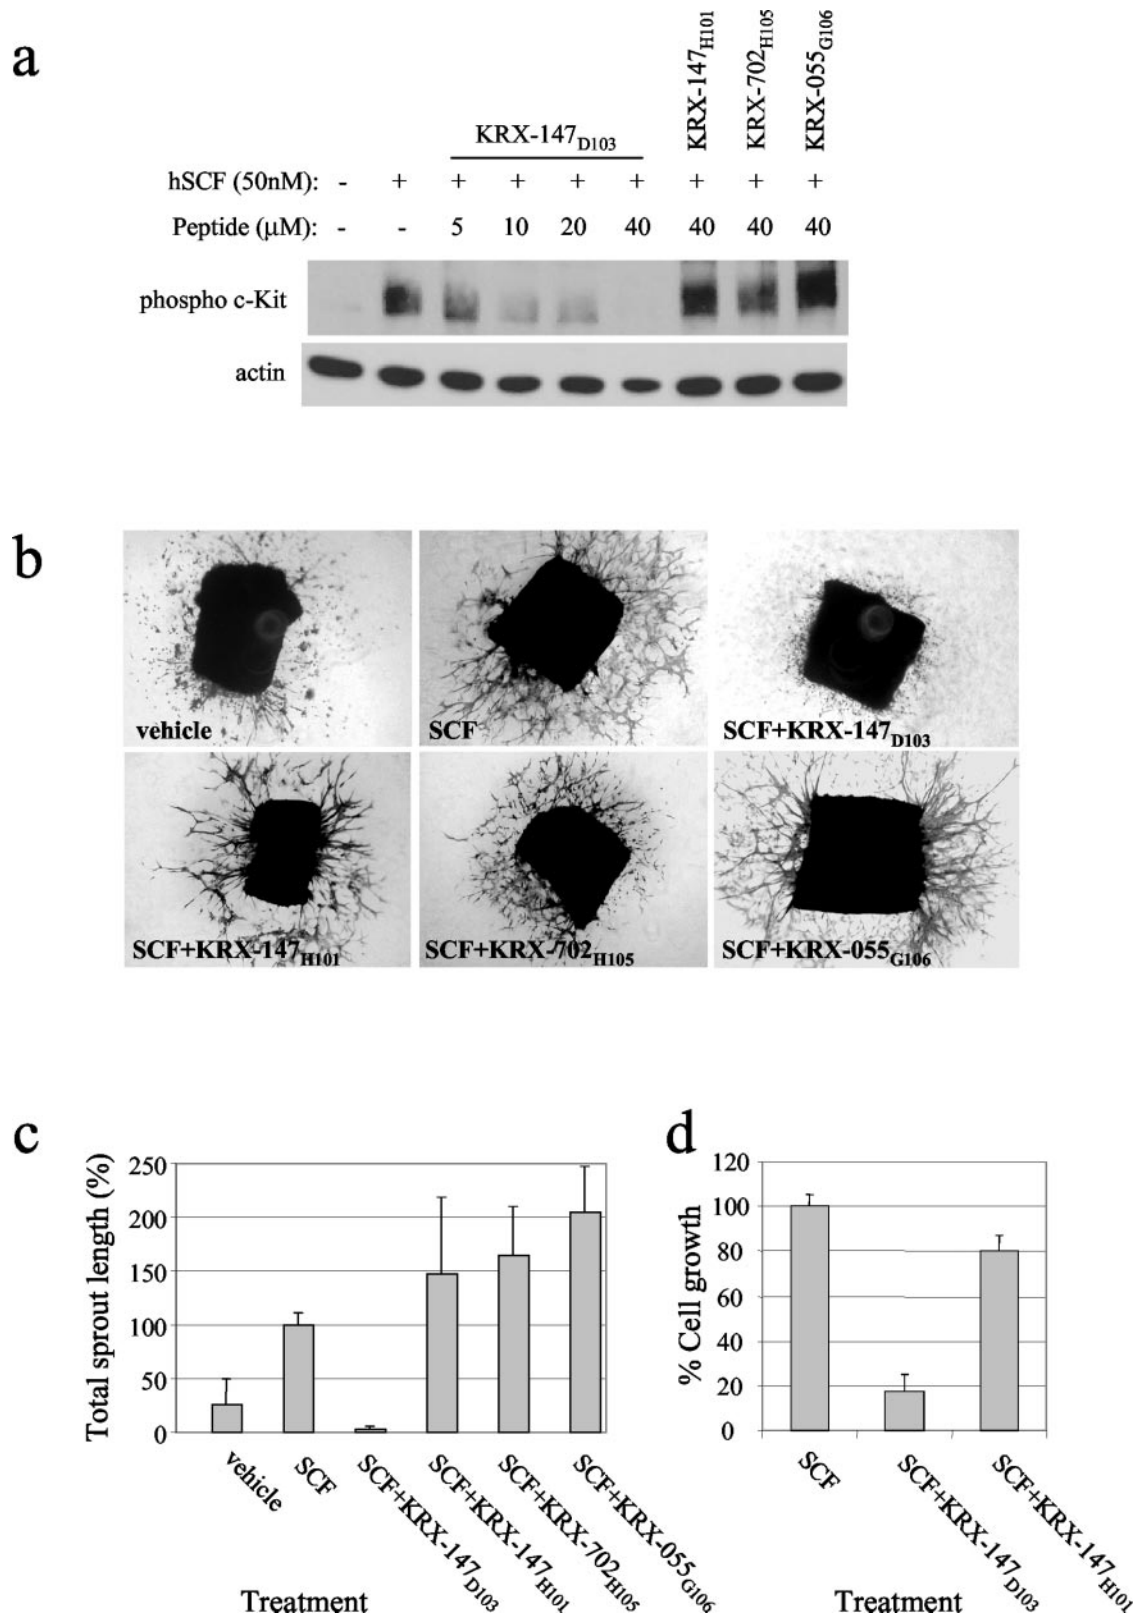 a
KRX-147H101
KRX-702H105
KRX-055G106
KRX-147D103
hSCF (50nM): - + + + + + + + +
Peptide (μM): - - 5 10 20 40 40 40 40
phospho c-Kit
actin
b
vehicle
SCF
SCF+KRX-147D103
SCF+KRX-147H101
SCF+KRX-702H105
SCF+KRX-055G106
c
Total sprout length (%)
250
200
150
100
50
0
vehicle
SCF
SCF+KRX-147D103
SCF+KRX-147H101
SCF+KRX-702H105
SCF+KRX-055G106
Treatment
d
% Cell growth
120
100
80
60
40
20
0
SCF
SCF+KRX-147D103
SCF+KRX-147H101
Treatment